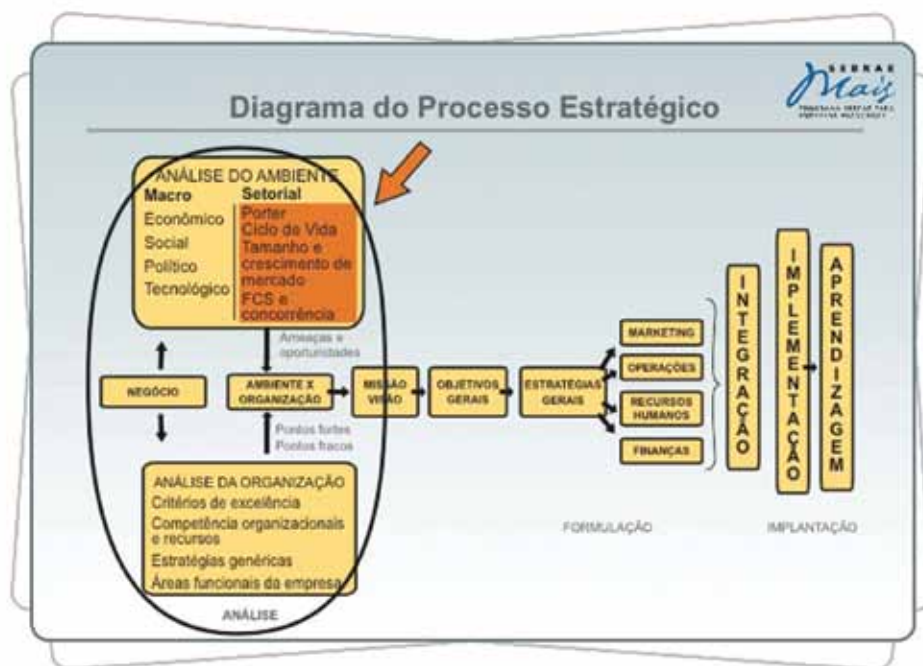 SEBRAE
Mais
Diagrama do Processo Estratégico
ANÁLISE DO AMBIENTE
Macro
Econômico
Social
Político
Tecnológico
Setorial
Porter
Ciclo de Vida
Tamanho e
crescimento de
mercado
FCS e
concorrência
Ameaças e
oportunidades
NEGÓCIO
AMBIENTE X
ORGANIZAÇÃO
MISSÃO
VISÃO
OBJETIVOS
GERAIS
ESTRATÉGIAS
GERAIS
MARKETING
OPERAÇÕES
RECURSOS
HUMANOS
FINANÇAS
INTEGRAÇÃO
IMPLEMENTAÇÃO
APRENDIZAGEM
Pontos fortes
Pontos fracos
ANÁLISE DA ORGANIZAÇÃO
Critérios de excelência
Competência organizacionais
e recursos
Estratégias genéricas
Áreas funcionais da empresa
ANÁLISE
FORMULAÇÃO
IMPLANTAÇÃO